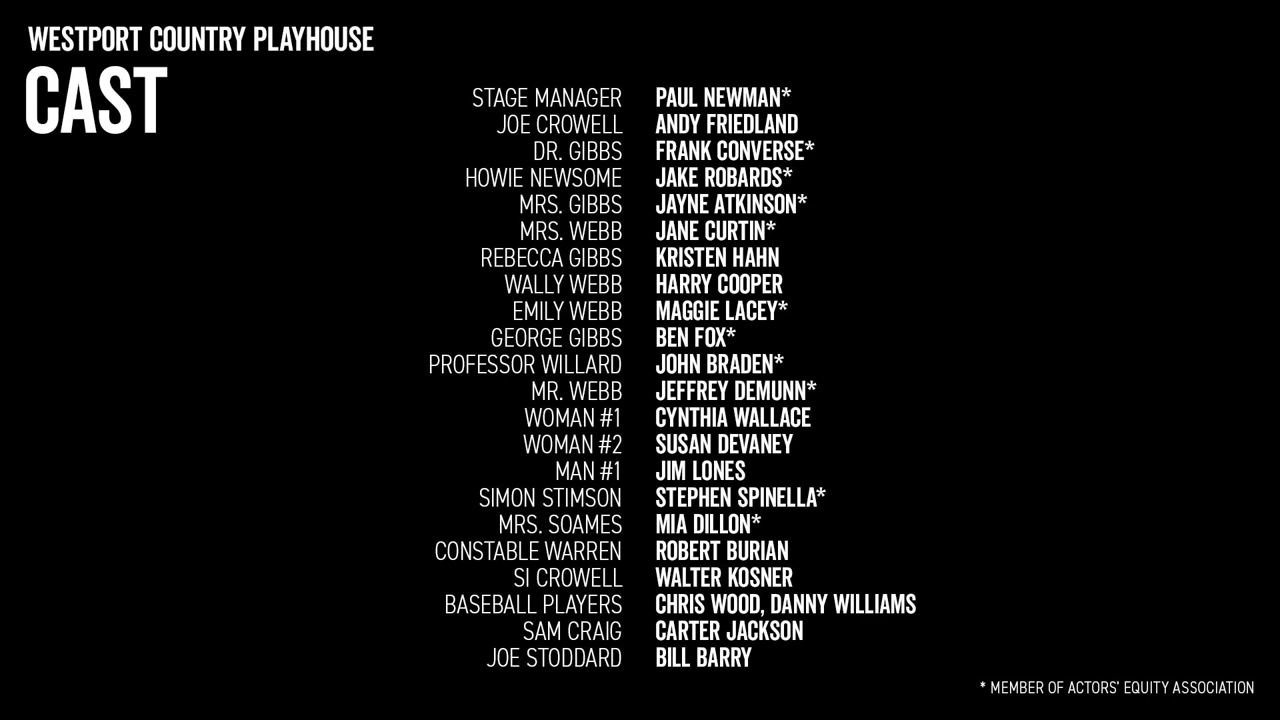 WESTPORT COUNTRY PLAYHOUSE
CAST
STAGE MANAGER PAUL NEWMAN*
JOE CROWELL ANDY FRIEDLAND
DR. GIBBS FRANK CONVERSE*
HOWIE NEWSOME JAKE ROBARDS*
MRS. GIBBS JAYNE ATKINSON*
MRS. WEBB JANE CURTIN*
REBECCA GIBBS KRISTEN HAHN
WALLY WEBB HARRY COOPER
EMILY WEBB MAGGIE LACEY*
GEORGE GIBBS BEN FOX*
PROFESSOR WILLARD JOHN BRADEN*
MR. WEBB JEFFREY DEMUNN*
WOMAN #1 CYNTHIA WALLACE
WOMAN #2 SUSAN DEVANEY
MAN #1 JIM LONES
SIMON STIMSON STEPHEN SPINELLA*
MRS. SOAMES MIA DILLON*
CONSTABLE WARREN ROBERT BURIAN
SI CROWELL WALTER KOSNER
BASEBALL PLAYERS CHRIS WOOD, DANNY WILLIAMS
SAM CRAIG CARTER JACKSON
JOE STODDARD BILL BARRY
* MEMBER OF ACTORS' EQUITY ASSOCIATION